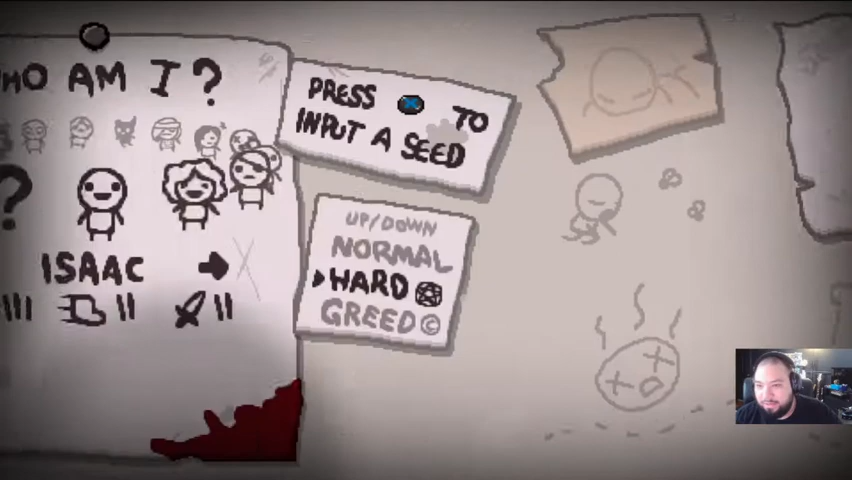 HO AM I?
PRESS TO
INPUT A SEED
?
ISAAC
UP/DOWN
NORMAL
HARD
GREED